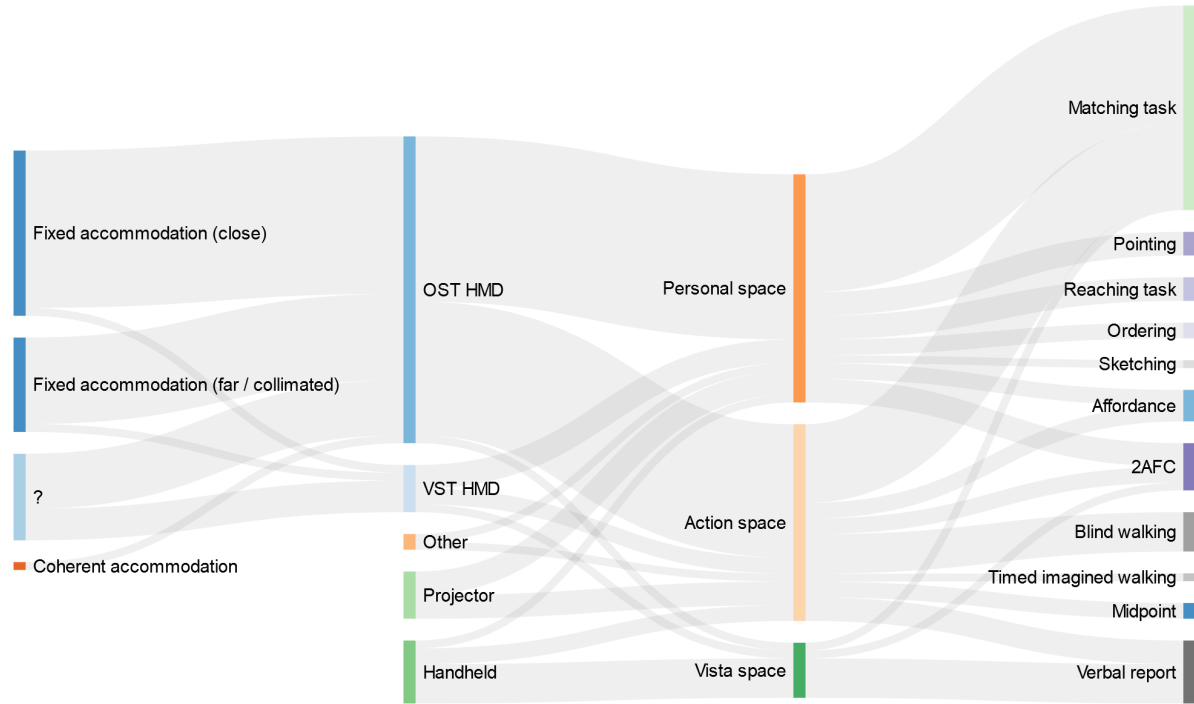 Fixed accommodation (close)
Fixed accommodation (far / collimated)
?
Coherent accommodation
OST HMD
VST HMD
Other
Projector
Handheld
Personal space
Action space
Vista space
Matching task
Pointing
Reaching task
Ordering
Sketching
Affordance
2AFC
Blind walking
Timed imagined walking
Midpoint
Verbal report